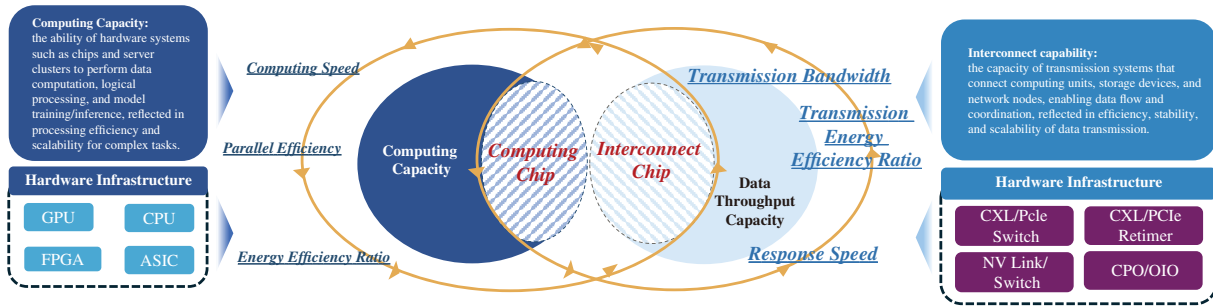 Computing Capacity:
the ability of hardware systems
such as chips and server
clusters to perform data
computation, logical
processing, and model
training/inference, reflected in
processing efficiency and
scalability for complex tasks.
Hardware Infrastructure
GPU
CPU
FPGA
ASIC
Computing Speed
Parallel Efficiency
Energy Efficiency Ratio
Computing
Capacity
Computing
Chip
Interconnect
Chip
Data
Throughput
Capacity
Transmission Bandwidth
Transmission
Energy
Efficiency Ratio
Response Speed
Interconnect capability:
the capacity of transmission systems that
connect computing units, storage devices, and
network nodes, enabling data flow and
coordination, reflected in efficiency, stability,
and scalability of data transmission.
Hardware Infrastructure
CXL/Pcle
Switch
CXL/PCIe
Retimer
NV Link/
Switch
CPO/OIO